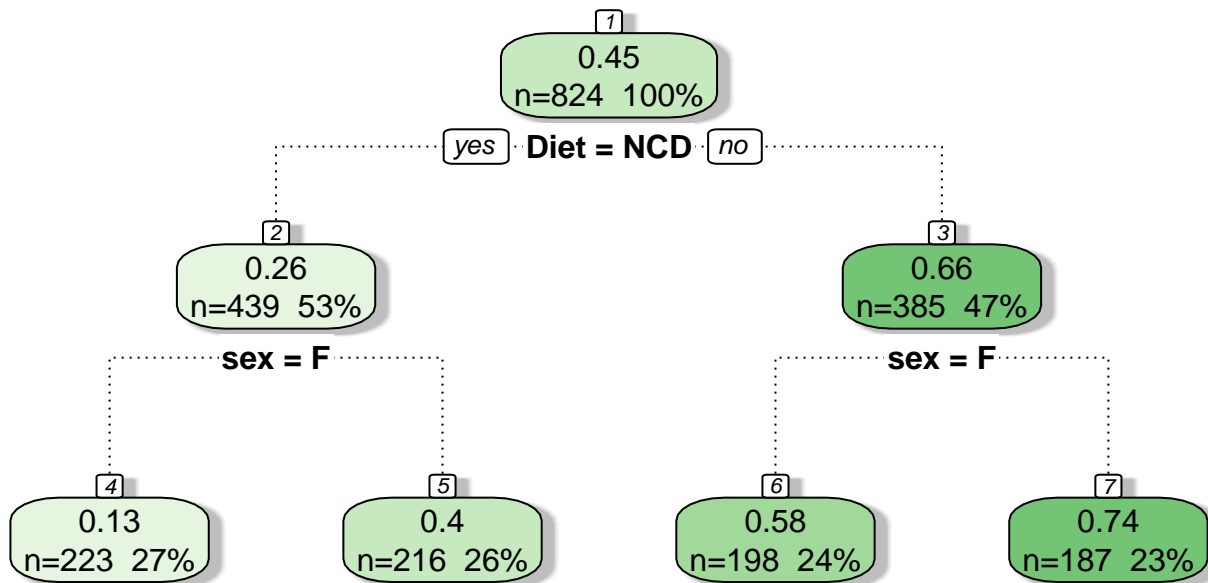 1
0.45
n=824 100%
yes Diet = NCD no
2
0.26
n=439 53%
3
0.66
n=385 47%
sex = F
sex = F
4
0.13
n=223 27%
5
0.4
n=216 26%
6
0.58
n=198 24%
7
0.74
n=187 23%